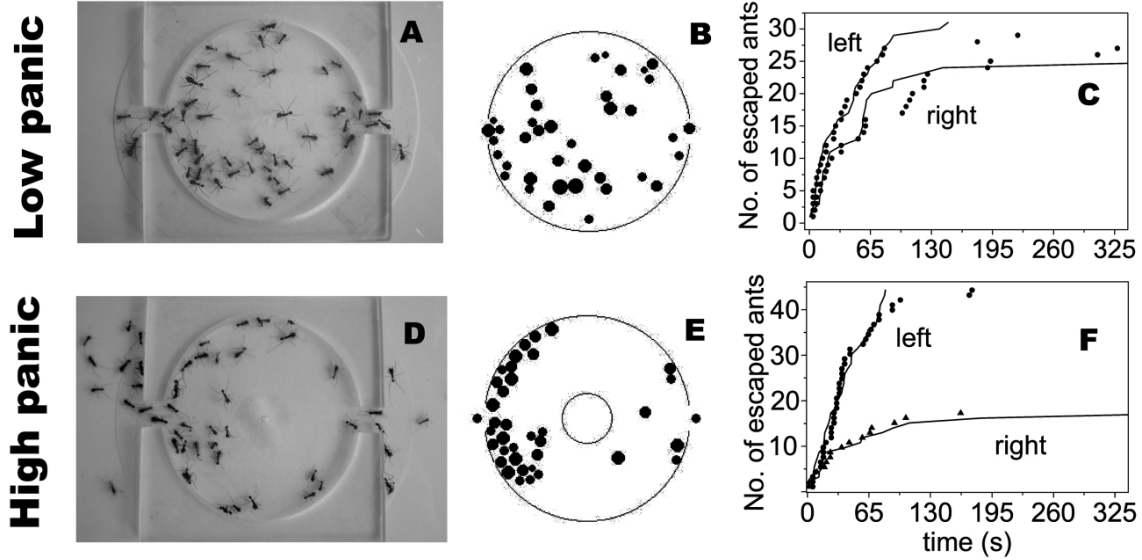 Low panic
A
B
C
No. of escaped ants
30
25
20
15
10
5
0
left
right
0 65 130 195 260 325
High panic
D
E
F
No. of escaped ants
40
30
20
10
left
right
0 65 130 195 260 325
time (s)